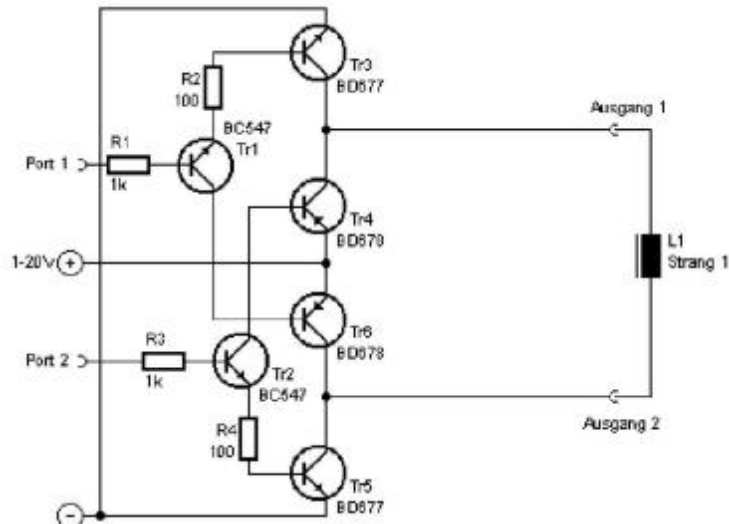 Tr3
BD677
R2
100
Ausgang 1
BC547
R1
Tr1
Port 1
1k
Tr4
BD678
L1
Strang 1
1-20V
+
R3
Tr6
BD678
Port 2
1k
Tr2
BC547
Ausgang 2
R4
100
Tr5
BD677
-